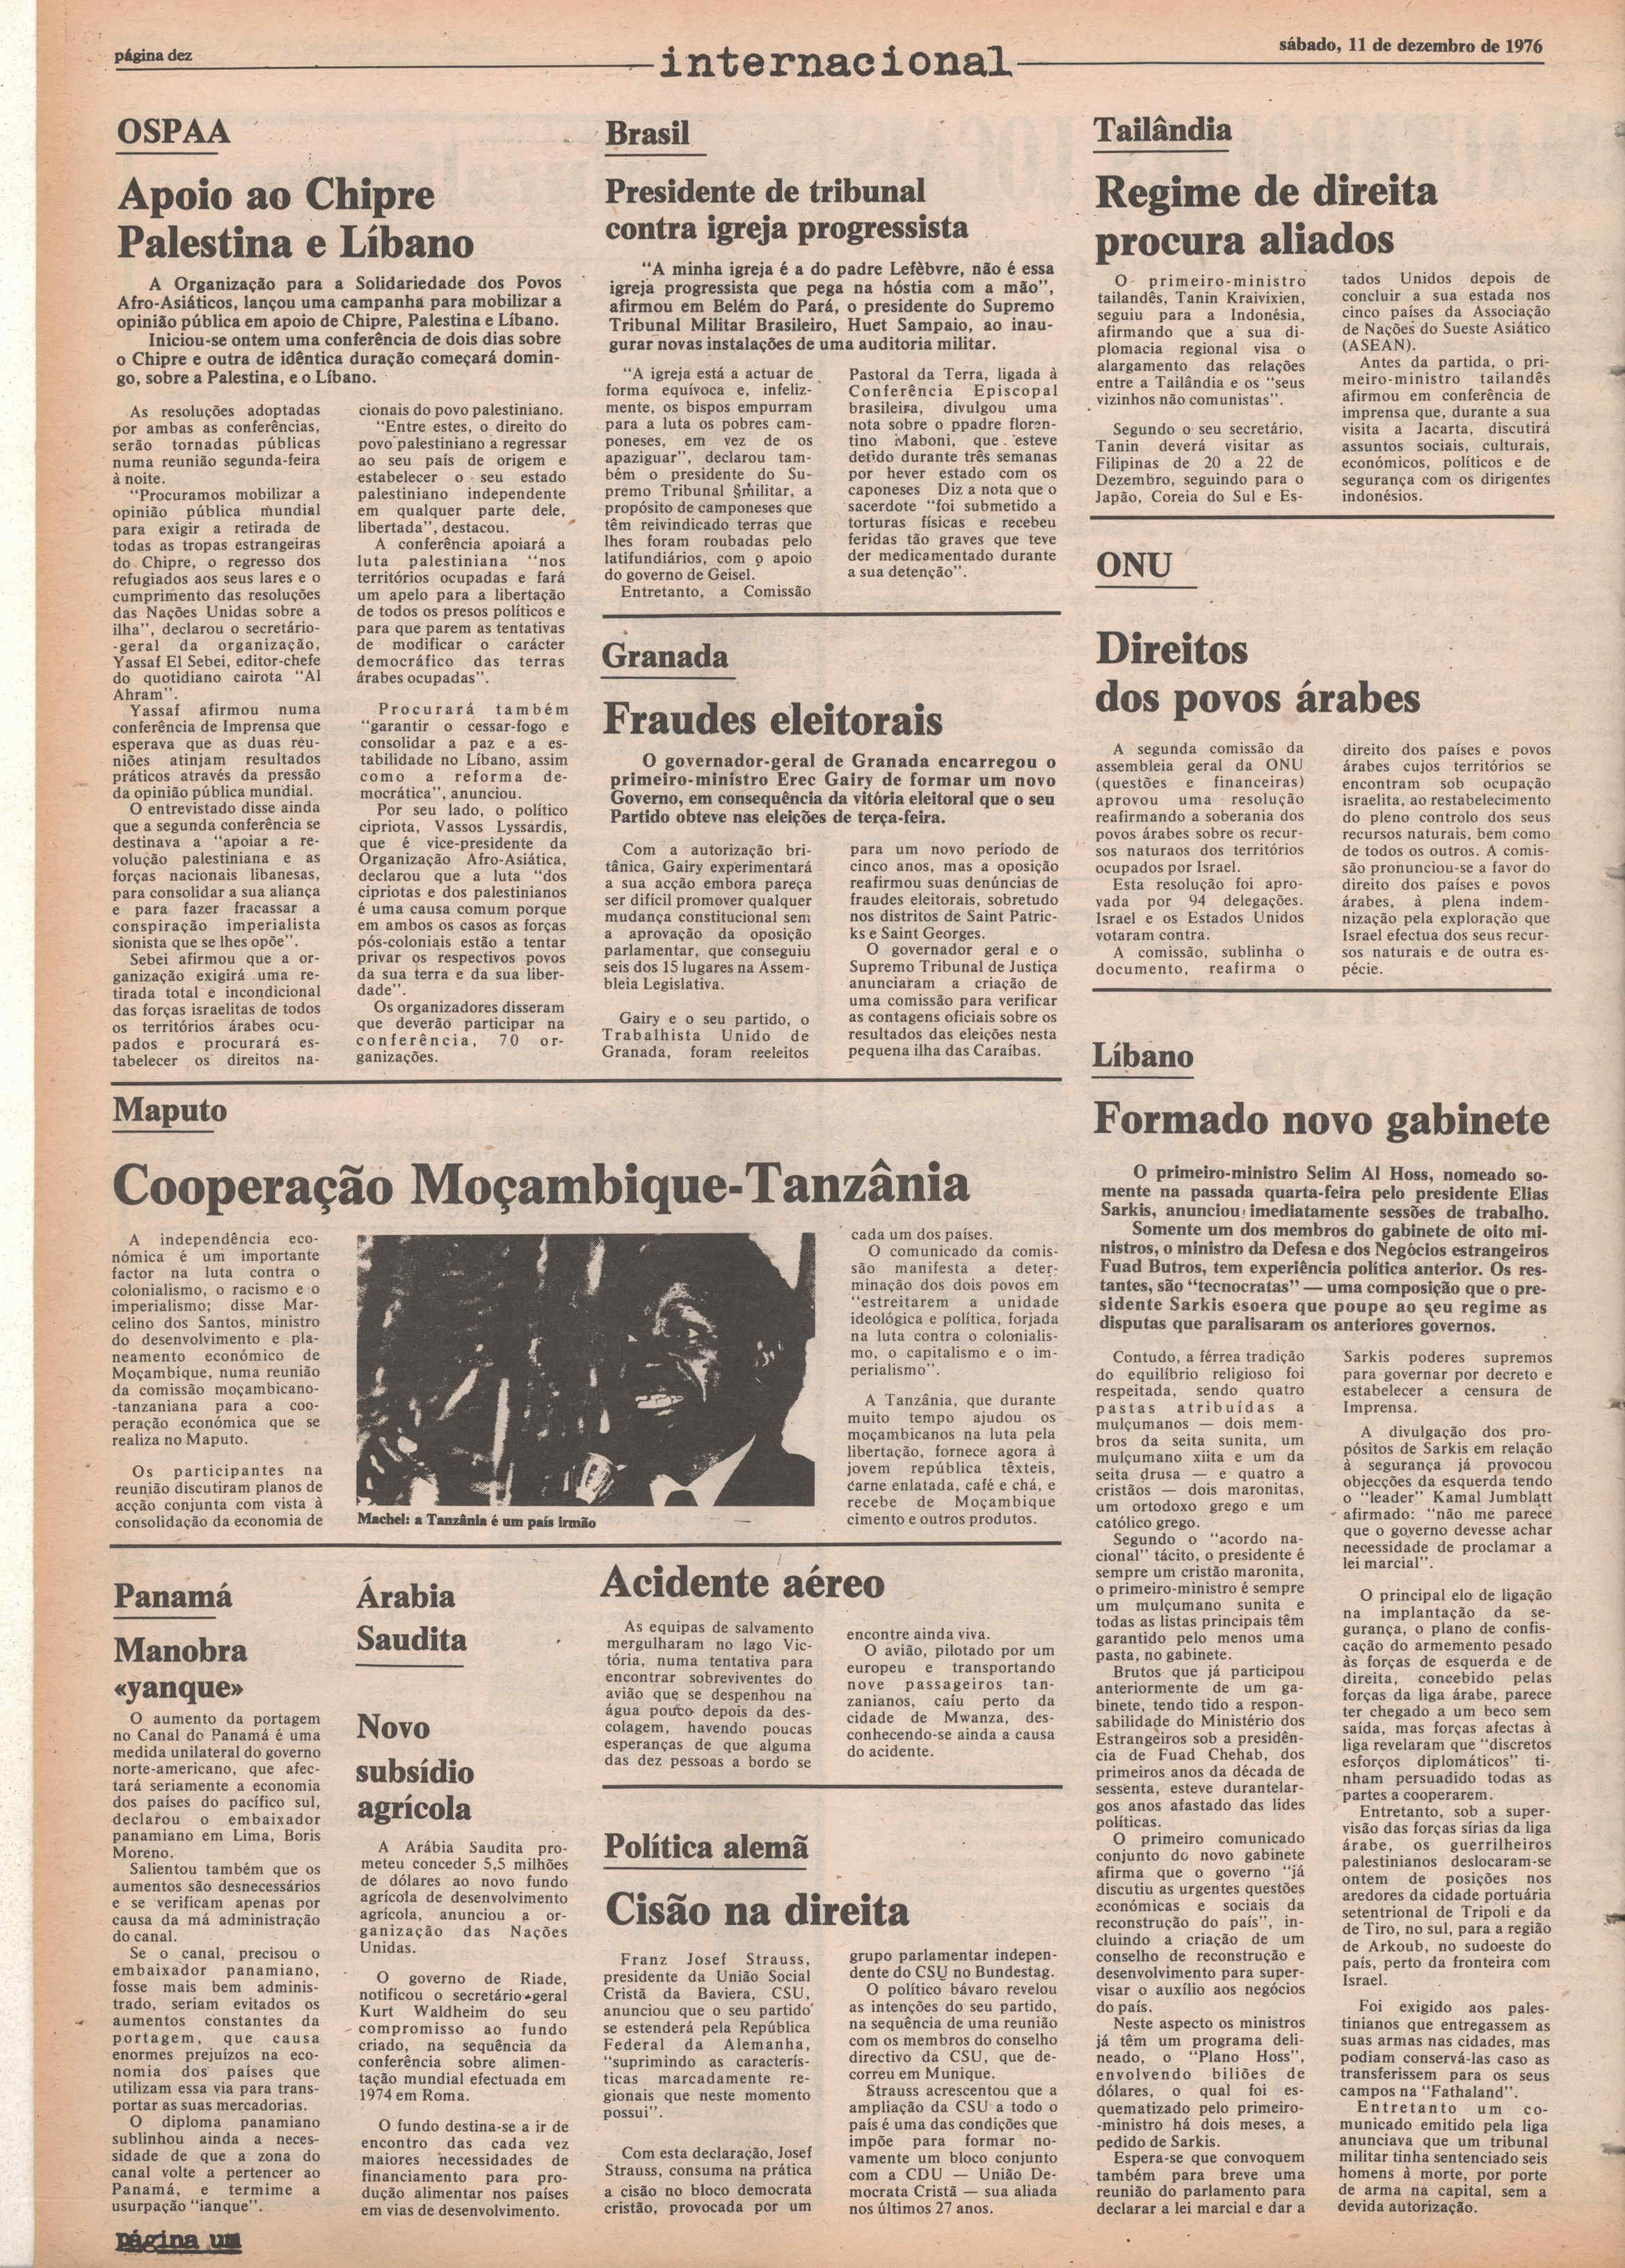 página dez
internacional
sábado, 11 de dezembro de 1976
OSPAA
Apoio ao Chipre
Palestina e Líbano
A Organização para a Solidariedade dos Povos
Afro-Asiáticos, lançou uma campanha para mobilizar a
opinião pública em apoio de Chipre, Palestina e Líbano.
Iniciou-se ontem uma conferência de dois dias sobre
o Chipre e outra de idêntica duração começará domin-
go, sobre a Palestina, e o Líbano.
As resoluções adoptadas
por ambas as conferências,
serão tornadas públicas
numa reunião segunda-feira
à noite.
"Procuramos mobilizar a
opinião pública mundial
para exigir a retirada de
todas as tropas estrangeiras
do Chipre, o regresso dos
refugiados aos seus lares e o
cumprimento das resoluções
das Nações Unidas sobre a
ilha", declarou o secretário-
-geral da organização,
Yassaf El Sebei, editor-chefe
do quotidiano cairota "Al
Ahram".
Yassaf afirmou numa
conferência de Imprensa que
esperava que as duas reu-
niões atinjam resultados
práticos através da pressão
da opinião pública mundial.
O entrevistado disse ainda
que a segunda conferência se
destinava a "apoiar a re-
volução palestiniana e as
forças nacionais libanesas,
para consolidar a sua aliança
e para fazer fracassar a
conspiração imperialista
sionista que se lhes opõe".
Sebei afirmou que a or-
ganização exigirá uma re-
tirada total e incondicional
das forças israelitas de todos
os territórios árabes ocu-
pados e procurará es-
tabelecer os direitos na-
cionais do povo palestiniano.
"Entre estes, o direito do
povo palestiniano a regressar
ao seu país de origem e
estabelecer o seu estado
palestiniano independente
em qualquer parte dele,
libertada", destacou.
A conferência apoiará a
luta palestiniana "nos
territórios ocupados e fará
um apelo para a libertação
de todos os presos políticos e
para que parem as tentativas
de modificar o carácter
democráfico das terras
árabes ocupadas".
Procurará também
"garantir o cessar-fogo e
consolidar a paz e a es-
tabilidade no Líbano, assim
como a reforma de-
mocrática", anunciou.
Por seu lado, o político
cipriota, Vassos Lyssardis,
que é vice-presidente da
Organização Afro-Asiática,
declarou que a luta "dos
cipriotas e dos palestinianos
é uma causa comum porque
em ambos os casos as forças
pós-coloniais estão a tentar
privar os respectivos povos
da sua terra e da sua liber-
dade".
Os organizadores disseram
que deverão participar na
conferência, 70 or-
ganizações.
Brasil
Presidente de tribunal
contra igreja progressista
"A minha igreja é a do padre Lefèbvre, não é essa
igreja progressista que pega na hóstia com a mão",
afirmou em Belém do Pará, o presidente do Supremo
Tribunal Militar Brasileiro, Huet Sampaio, ao inau-
gurar novas instalações de uma auditoria militar.
"A igreja está a actuar de
forma equívoca e, infeliz-
mente, os bispos empurram
para a luta os pobres cam-
poneses, em vez de os
apaziguar", declarou tam-
bém o presidente do Su-
premo Tribunal §militar, a
propósito de camponeses que
têm reivindicado terras que
lhes foram roubadas pelo
latifundiários, com o apoio
do governo de Geisel.
Entretanto, a Comissão
Pastoral da Terra, ligada à
Conferência Episcopal
brasileira, divulgou uma
nota sobre o ppadre floren-
tino Maboni, que esteve
detido durante três semanas
por hever estado com os
caponeses Diz a nota que o
sacerdote "foi submetido a
torturas físicas e recebeu
feridas tão graves que teve
der medicamentado durante
a sua detenção".
Granada
Fraudes eleitorais
O governador-geral de Granada encarregou o
primeiro-ministro Erec Gairy de formar um novo
Governo, em consequência da vitória eleitoral que o seu
Partido obteve nas eleições de terça-feira.
Com a autorização bri-
tânica, Gairy experimentará
a sua acção embora pareça
ser difícil promover qualquer
mudança constitucional sem
a aprovação da oposição
parlamentar, que conseguiu
seis dos 15 lugares na Assem-
bleia Legislativa.
Gairy e o seu partido, o
Trabalhista Unido de
Granada, foram reeleitos
para um novo período de
cinco anos, mas a oposição
reafirmou suas denúncias de
fraudes eleitorais, sobretudo
nos distritos de Saint Patric-
ks e Saint Georges.
O governador geral e o
Supremo Tribunal de Justiça
anunciaram a criação de
uma comissão para verificar
as contagens oficiais sobre os
resultados das eleições nesta
pequena ilha das Caraíbas.
Tailândia
Regime de direita
procura aliados
O primeiro-ministro
tailandês, Tanin Kraivixien,
seguiu para a Indonésia,
afirmando que a sua di-
plomacia regional visa o
alargamento das relações
entre a Tailândia e os "seus
vizinhos não comunistas".
Segundo o seu secretário,
Tanin deverá visitar as
Filipinas de 20 a 22 de
Dezembro, seguindo para o
Japão, Coreia do Sul e Es-
tados Unidos depois de
concluir a sua estada nos
cinco países da Associação
de Nações do Sueste Asiático
(ASEAN).
Antes da partida, o pri-
meiro-ministro tailandês
afirmou em conferência de
imprensa que, durante a sua
visita a Jacarta, discutirá
assuntos sociais, culturais,
económicos, políticos e de
segurança com os dirigentes
indonésios.
ONU
Direitos
dos povos árabes
A segunda comissão da
assembleia geral da ONU
(questões e financeiras)
aprovou uma resolução
reafirmando a soberania dos
povos árabes sobre os recur-
sos naturaos dos territórios
ocupados por Israel.
Esta resolução foi apro-
vada por 94 delegações.
Israel e os Estados Unidos
votaram contra.
A comissão, sublinha o
documento, reafirma o
direito dos países e povos
árabes cujos territórios se
encontram sob ocupação
israelita, ao restabelecimento
do pleno controlo dos seus
recursos naturais, bem como
de todos os outros. A comis-
são pronunciou-se a favor do
direito dos países e povos
árabes, à plena indem-
nização pela exploração que
Israel efectua dos seus recur-
sos naturais e de outra es-
pécie.
Líbano
Formado novo gabinete
O primeiro-ministro Selim Al Hoss, nomeado so-
mente na passada quarta-feira pelo presidente Elias
Sarkis, anunciou imediatamente sessões de trabalho.
Somente um dos membros do gabinete de oito mi-
nistros, o ministro da Defesa e dos Negócios estrangeiros
Fuad Butros, tem experiência política anterior. Os res-
tantes, são "tecnocratas" — uma composição que o pre-
sidente Sarkis esoera que poupe ao seu regime as
disputas que paralisaram os anteriores governos.
Contudo, a férrea tradição
do equilíbrio religioso foi
respeitada, sendo quatro
pastas atribuídas a
mulçumanos — dois mem-
bros da seita sunita, um
mulçumano xiita e um da
seita drusa — e quatro a
cristãos — dois maronitas,
um ortodoxo grego e um
católico grego.
Segundo o "acordo na-
cional" tácito, o presidente é
sempre um cristão maronita,
o primeiro-ministro é sempre
um mulçumano sunita e
todas as listas principais têm
garantido pelo menos uma
pasta, no gabinete.
Brutos que já participou
anteriormente de um ga-
binete, tendo tido a respon-
sabilidade do Ministério dos
Estrangeiros sob a presidên-
cia de Fuad Chehab, dos
primeiros anos da década de
sessenta, esteve durantelar-
gos anos afastado das lides
políticas.
O primeiro comunicado
conjunto do novo gabinete
afirma que o governo "já
discutiu as urgentes questões
económicas e sociais da
reconstrução do país", in-
cluindo a criação de um
conselho de reconstrução e
desenvolvimento para super-
visar o auxílio aos negócios
do país.
Neste aspecto os ministros
já têm um programa deli-
neado, o "Plano Hoss",
envolvendo biliões de
dólares, o qual foi es-
quematizado pelo primeiro-
-ministro há dois meses, a
pedido de Sarkis.
Espera-se que convoquem
também para breve uma
reunião do parlamento para
declarar a lei marcial e dar a
Sarkis poderes supremos
para governar por decreto e
estabelecer a censura de
Imprensa.
A divulgação dos pro-
pósitos de Sarkis em relação
à segurança já provocou
objecções da esquerda tendo
o "leader" Kamal Jumblatt
afirmado: "não me parece
que o governo devesse achar
necessidade de proclamar a
lei marcial".
O principal elo de ligação
na implantação da se-
gurança, o plano de confis-
cação do armemento pesado
às forças de esquerda e de
direita, concebido pelas
forças da liga árabe, parece
ter chegado a um beco sem
saída, mas forças afectas à
liga revelaram que "discretos
esforços diplomáticos" ti-
nham persuadido todas as
partes a cooperarem.
Entretanto, sob a super-
visão das forças sírias da liga
árabe, os guerrilheiros
palestinianos deslocaram-se
ontem de posições nos
aredores da cidade portuária
setentrional de Tripoli e da
de Tiro, no sul, para a região
de Arkoub, no sudoeste do
país, perto da fronteira com
Israel.
Foi exigido aos pales-
tinianos que entregassem as
suas armas nas cidades, mas
podiam conservá-las caso as
transferissem para os seus
campos na "Fathaland".
Entretanto um co-
municado emitido pela liga
anunciava que um tribunal
militar tinha sentenciado seis
homens à morte, por porte
de arma na capital, sem a
devida autorização.
Maputo
Cooperação Moçambique-Tanzânia
A independência eco-
nómica é um importante
factor na luta contra o
colonialismo, o racismo e o
imperialismo; disse Mar-
celino dos Santos, ministro
do desenvolvimento e pla-
neamento económico de
Moçambique, numa reunião
da comissão moçambicano-
-tanzaniana para a coo-
peração económica que se
realiza no Maputo.
Os participantes na
reunião discutiram planos de
acção conjunta com vista à
consolidação da economia de
Machel: a Tanzânia é um país irmão
cada um dos países.
O comunicado da comis-
são manifesta a deter-
minação dos dois povos em
"estreitarem a unidade
ideológica e política, forjada
na luta contra o colonialis-
mo, o capitalismo e o im-
perialismo".
A Tanzânia, que durante
muito tempo ajudou os
moçambicanos na luta pela
libertação, fornece agora à
jovem república têxteis,
carne enlatada, café e chá, e
recebe de Moçambique
cimento e outros produtos.
Panamá
Manobra
«yanque»
O aumento da portagem
no Canal do Panamá é uma
medida unilateral do governo
norte-americano, que afec-
tará seriamente a economia
dos países do pacífico sul,
declarou o embaixador
panamiano em Lima, Boris
Moreno.
Salientou também que os
aumentos são desnecessários
e se verificam apenas por
causa da má administração
do canal.
Se o canal, precisou o
embaixador panamiano,
fosse mais bem adminis-
trado, seriam evitados os
aumentos constantes da
portagem, que causa
enormes prejuízos na eco-
nomia dos países que
utilizam essa via para trans-
portar as suas mercadorias.
O diploma panamiano
sublinhou ainda a neces-
sidade de que a zona do
canal volte a pertencer ao
Panamá, e termime a
usurpação "ianque".
Árabia
Saudita
Novo
subsídio
agrícola
A Arábia Saudita pro-
meteu conceder 5,5 milhões
de dólares ao novo fundo
agrícola de desenvolvimento
agrícola, anunciou a or-
ganização das Nações
Unidas.
O governo de Riade,
notificou o secretário-geral
Kurt Waldheim do seu
compromisso ao fundo
criado, na sequência da
conferência sobre alimen-
tação mundial efectuada em
1974 em Roma.
O fundo destina-se a ir de
encontro das cada vez
maiores necessidades de
financiamento para pro-
dução alimentar nos países
em vias de desenvolvimento.
Acidente aéreo
As equipas de salvamento
mergulharam no lago Vic-
tória, numa tentativa para
encontrar sobreviventes do
avião que se despenhou na
água pouco depois da des-
colagem, havendo poucas
esperanças de que alguma
das dez pessoas a bordo se
encontre ainda viva.
O avião, pilotado por um
europeu e transportando
nove passageiros tan-
zanianos, caíu perto da
cidade de Mwanza, des-
conhecendo-se ainda a causa
do acidente.
Política alemã
Cisão na direita
Franz Josef Strauss,
presidente da União Social
Cristã da Baviera, CSU,
anunciou que o seu partido
se estenderá pela República
Federal da Alemanha,
"suprimindo as caracterís-
ticas marcadamente re-
gionais que neste momento
possui".
Com esta declaração, Josef
Strauss, consuma na prática
a cisão no bloco democrata
cristão, provocada por um
grupo parlamentar indepen-
dente do CSU no Bundestag.
O político bávaro revelou
as intenções do seu partido,
na sequência de uma reunião
com os membros do conselho
directivo da CSU, que de-
correu em Munique.
Strauss acrescentou que a
ampliação da CSU a todo o
país é uma das condições que
impõe para formar no-
vamente um bloco conjunto
com a CDU — União De-
mocrata Cristã — sua aliada
nos últimos 27 anos.
página um